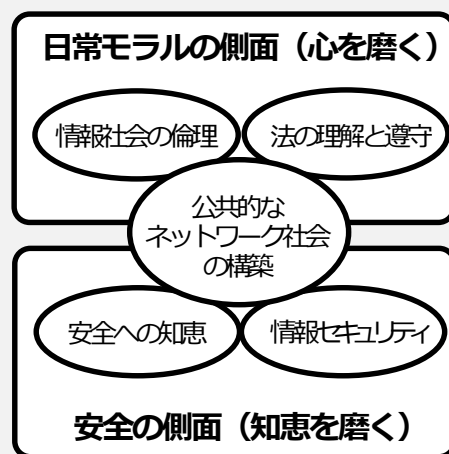 日常モラルの側面（心を磨く）
情報社会の倫理
法の理解と遵守
公共的な
ネットワーク社会
の構築
安全への知恵
情報セキュリティ
安全の側面（知恵を磨く）